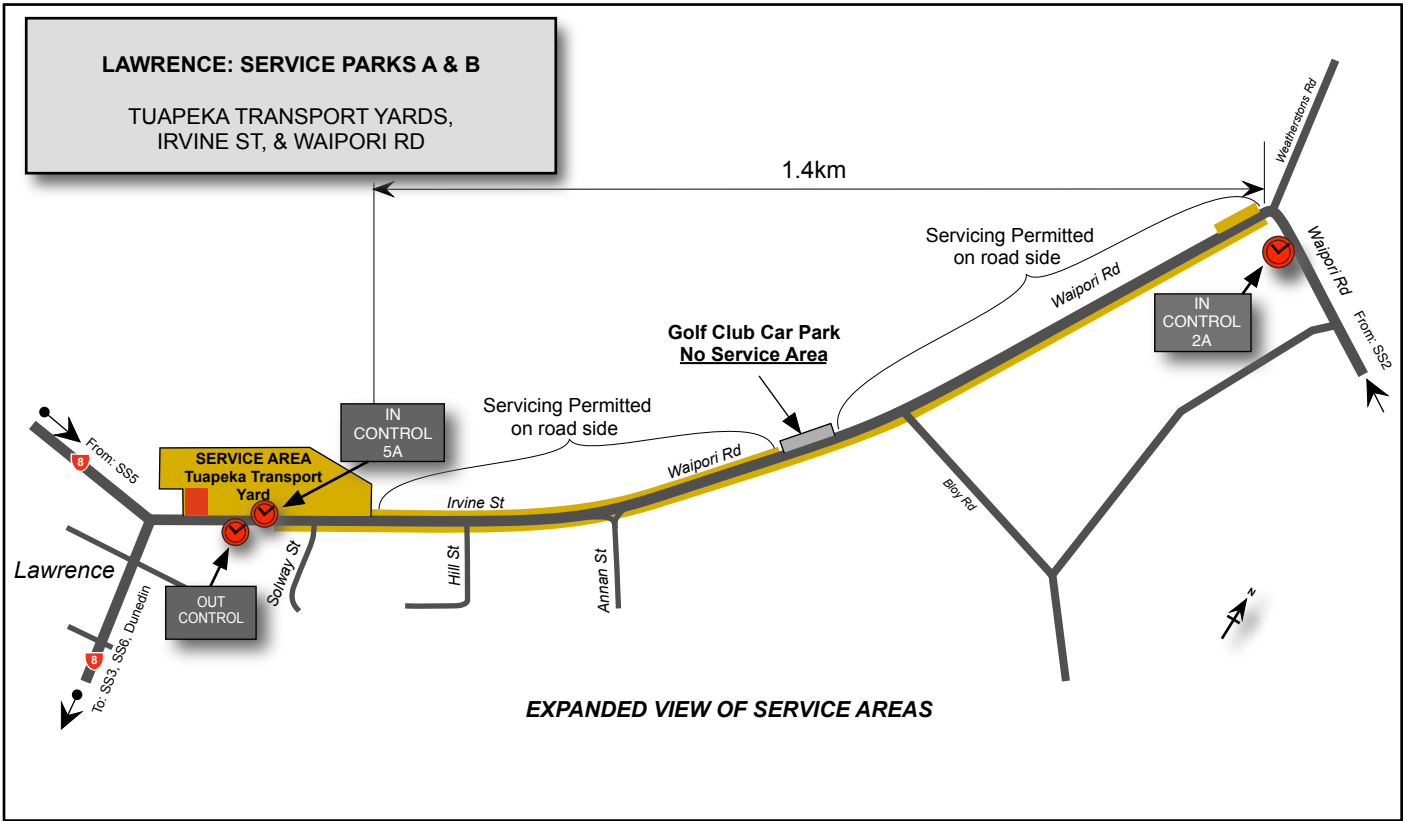 LAWRENCE: SERVICE PARKS A & B
TUAPEKA TRANSPORT YARDS,
IRVINE ST, & WAIPORI RD
1.4km
Weatherstons Rd
Servicing Permitted
on road side
Waipori Rd
Waipori Rd
IN
CONTROL
2A
From: SS2
Golf Club Car Park
No Service Area
IN
CONTROL
5A
Servicing Permitted
on road side
From: SS5
8
SERVICE AREA
Tuapeka Transport
Yard
Irvine St
Waipori Rd
Bloy Rd
Lawrence
OUT
CONTROL
Solway St
Hill St
Annan St
N
8
To: SS3, SS6, Dunedin
EXPANDED VIEW OF SERVICE AREAS